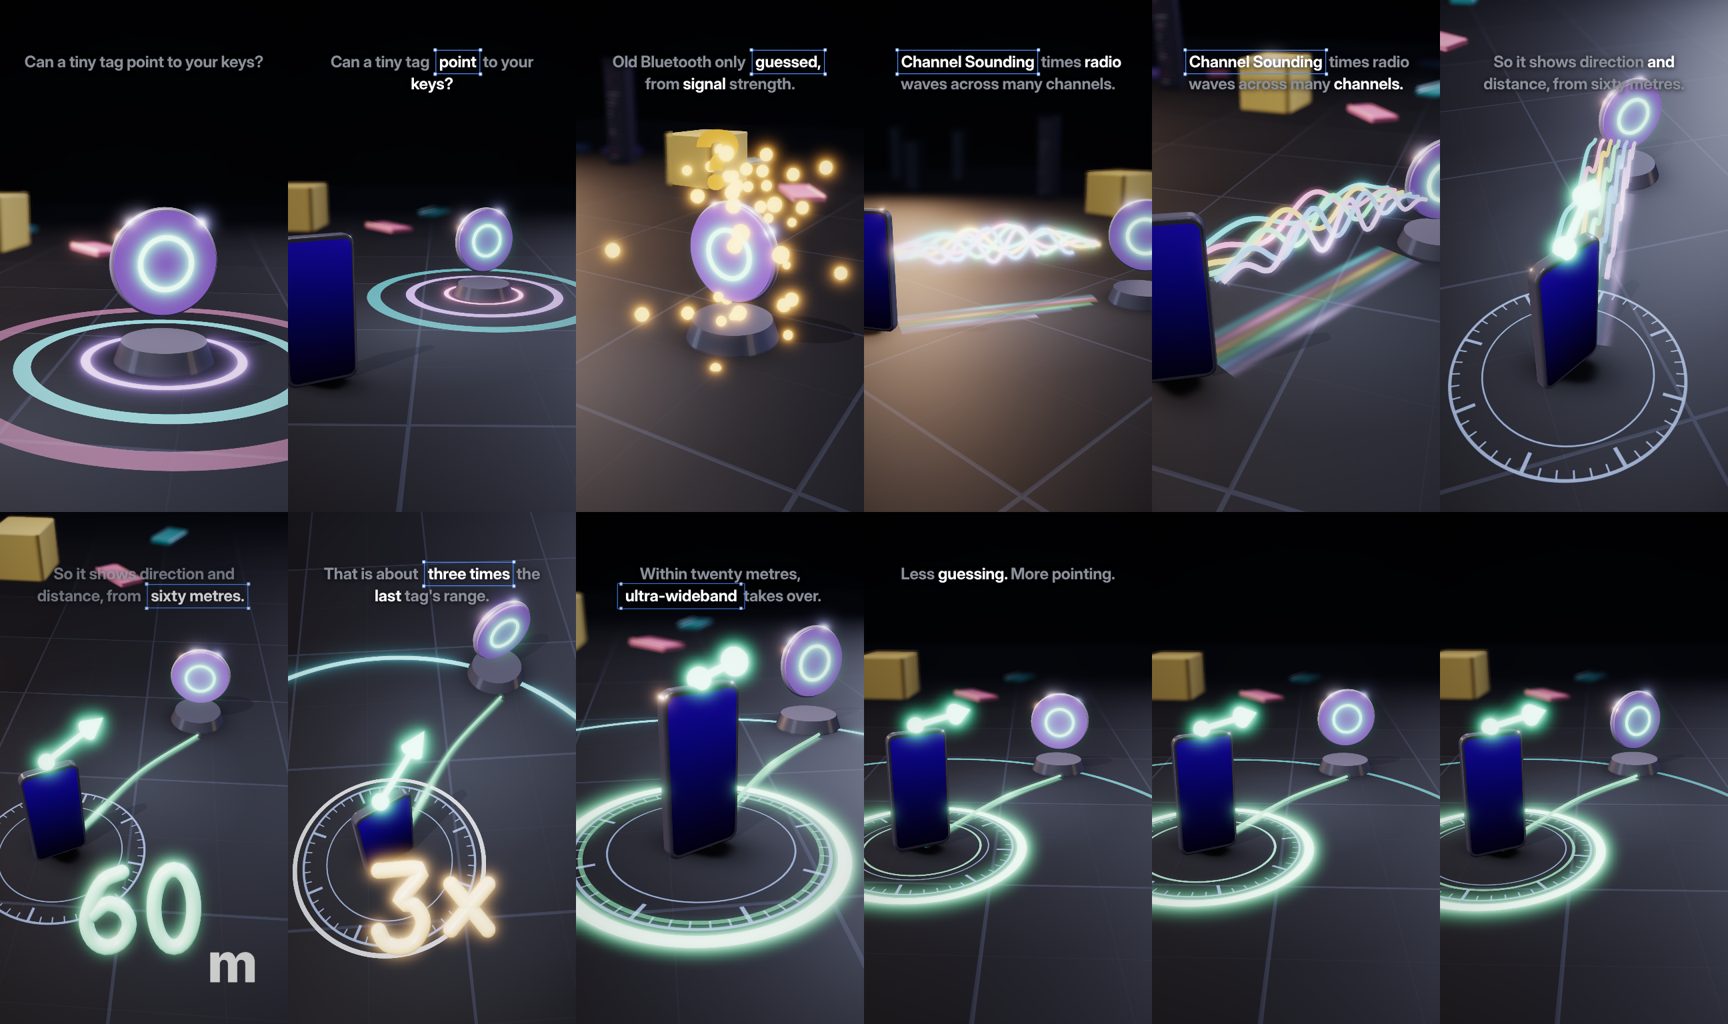 Can a tiny tag point to your keys?
Can a tiny tag point to your
keys?
Old Bluetooth only guessed,
from signal strength.
Channel Sounding times radio
waves across many channels.
Channel Sounding times radio
waves across many channels.
So it shows direction and
distance, from sixty metres.
So it shows direction and
distance, from sixty metres.
60
m
That is about three times the
last tag's range.
3x
Within twenty metres,
ultra-wideband takes over.
Less guessing. More pointing.